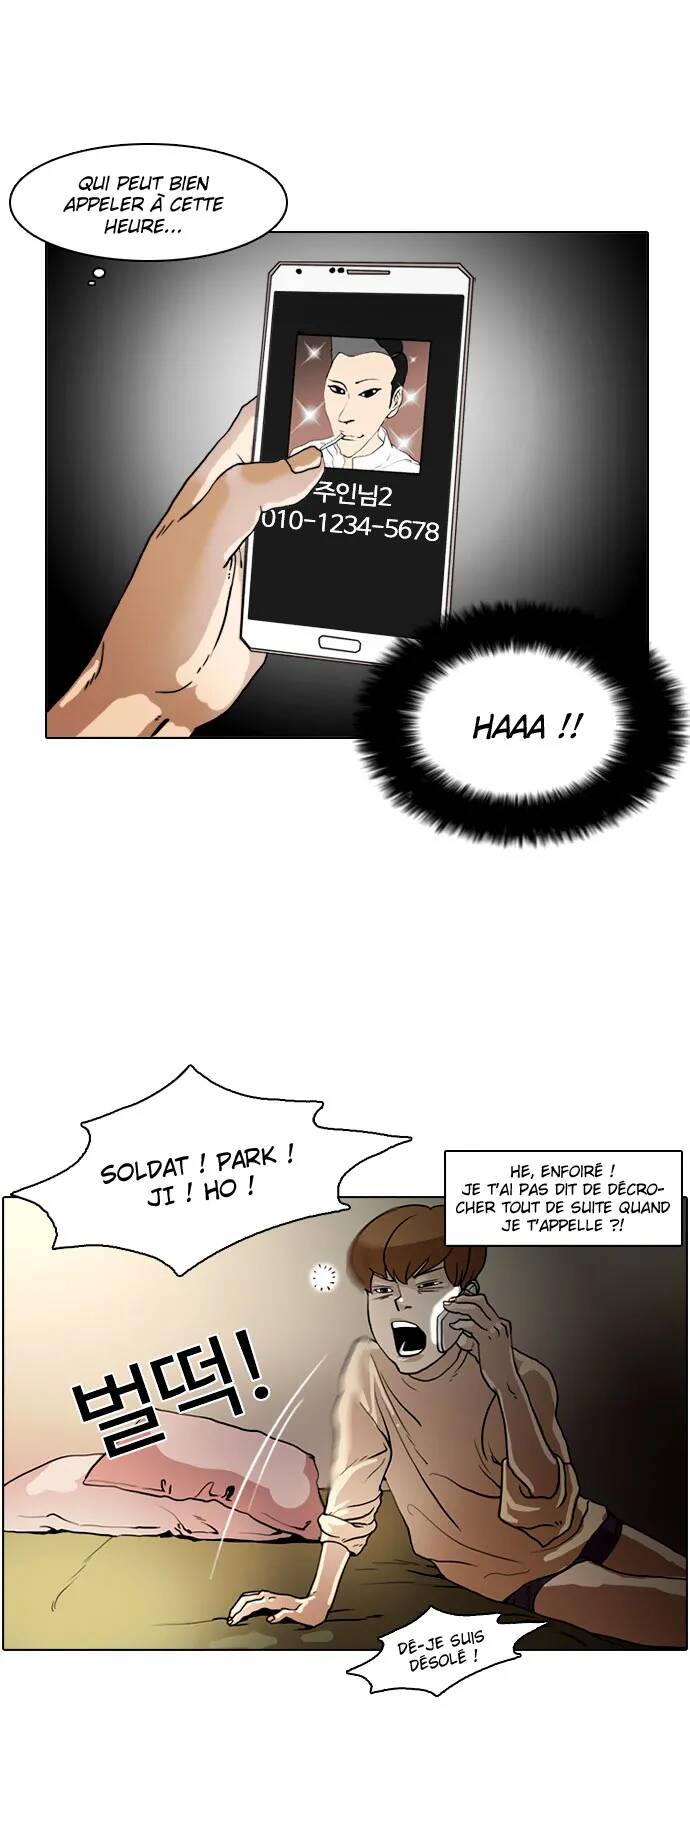 QUI PEUT BIEN
APPELER À CETTE
HEURE...
주인님2
010-1234-5678
HAAA !!
SOLDAT ! PARK !
JI ! HO !
HE, ENFOIRÉ !
JE T'AI PAS DIT DE DÉCRO-
CHER TOUT DE SUITE QUAND
JE T'APPELLE ?!
벌떡!
DÉ-JE SUIS
DÉSOLÉ !